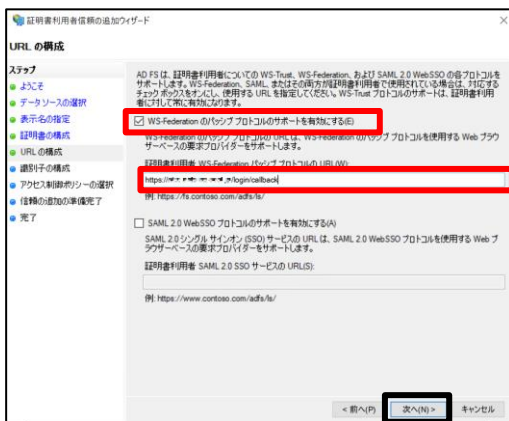 証明書利用者信頼の追加ウィザード
URL の構成
ステップ
ようこそ
データ ソースの選択
表示名の指定
証明書の構成
URL の構成
識別子の構成
アクセス制御ポリシーの選択
信頼の追加の準備完了
完了
AD FS は、証明書利用者についての WS-Trust、WS-Federation、および SAML 2.0 WebSSO の各プロトコルを
サポートします。WS-Federation、SAML、またはその両方が証明書利用者で使用されている場合は、対応する
チェック ボックスをオンにし、使用する URL を指定してください。WS-Trust プロトコルのサポートは、証明書利用
者に対して常に有効になります。
WS-Federation のパッシブ プロトコルのサポートを有効にする(E)
WS-Federation のパッシブ プロトコルの URL は、WS-Federation パッシブ プロトコルを使用する Web ブラウ
ザーベースの要求プロバイダーをサポートします。
証明書利用者 WS-Federation パッシブ プロトコルの URL(W):
https:// /login/callback
例: https://fs.contoso.com/adfs/ls/
SAML 2.0 WebSSO プロトコルのサポートを有効にする(A)
SAML 2.0 シングル サインオン (SSO) サービスの URL は、SAML 2.0 WebSSO プロトコルを使用する Web ブ
ラウザーベースの要求プロバイダーをサポートします。
証明書利用者 SAML 2.0 SSO サービスの URL(S):
例: https://www.contoso.com/adfs/ls/
< 前へ(P)
次へ(N) >
キャンセル